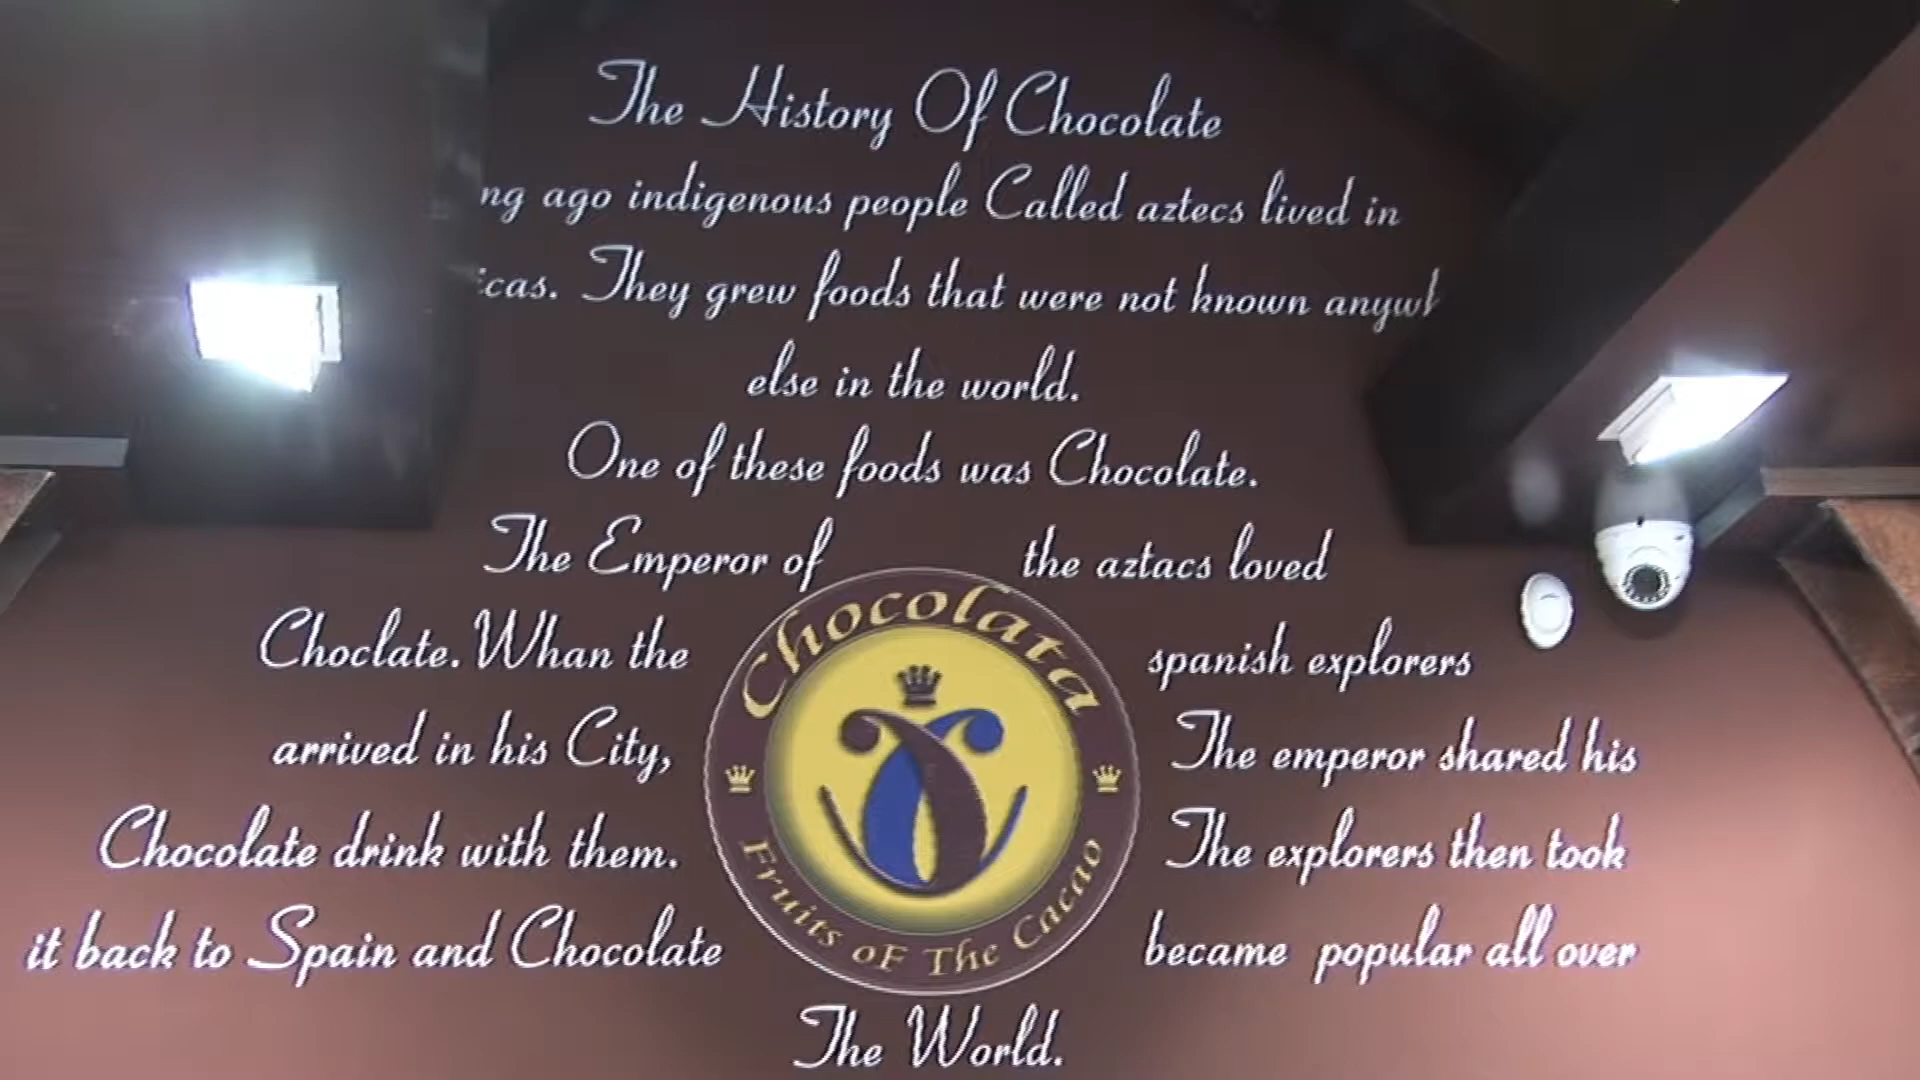 The History Of Chocolate
ng ago indigenous people Called aztecs lived in
icas. They grew foods that were not known anywh
else in the world.
One of these foods was Chocolate.
The Emperor of the aztacs loved
Choclate. Whan the spanish explorers
arrived in his City, The emperor shared his
Chocolate drink with them. The explorers then took
it back to Spain and Chocolate became popular all over
The World.
Chocolata
Fruits oF The Cacao